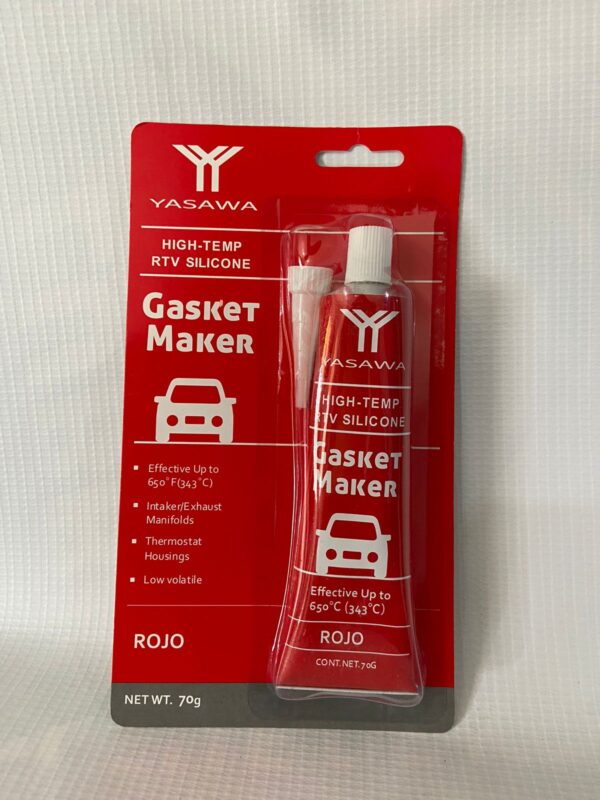 YASAWA
HIGH-TEMP
RTV SILICONE
Gasket
Maker
Effective Up to
650°F(343°C)
Intaker/Exhaust
Manifolds
Thermostat
Housings
Low volatile
ROJO
NET WT. 70g
YASAWA
HIGH-TEMP
RTV SILICONE
Gasket
Maker
Effective Up to
650°C (343°C)
ROJO
CONT.NET.70G